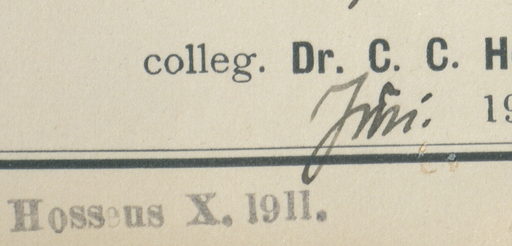 colleg. Dr. C. C. H
Juni. 19
Hosseus X. 1911.